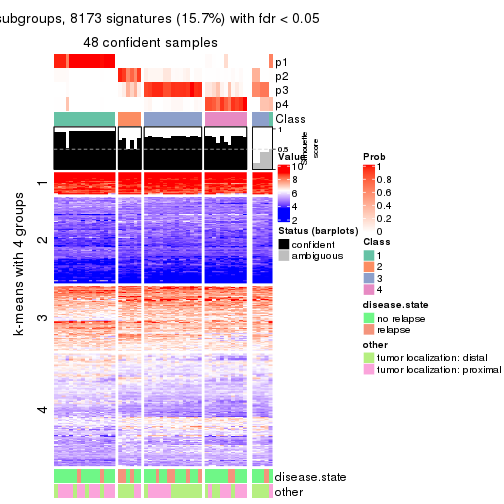 subgroups, 8173 signatures (15.7%) with fdr < 0.05
48 confident samples
p1
p2
p3
p4
Class
1
0.5
0
Silhouette
score
k-means with 4 groups
1
2
3
4
Value
10
8
6
4
2
Status (barplots)
confident
ambiguous
Prob
1
0.8
0.6
0.4
0.2
0
Class
1
2
3
4
disease.state
no relapse
relapse
other
tumor localization: distal
tumor localization: proximal
disease.state
other